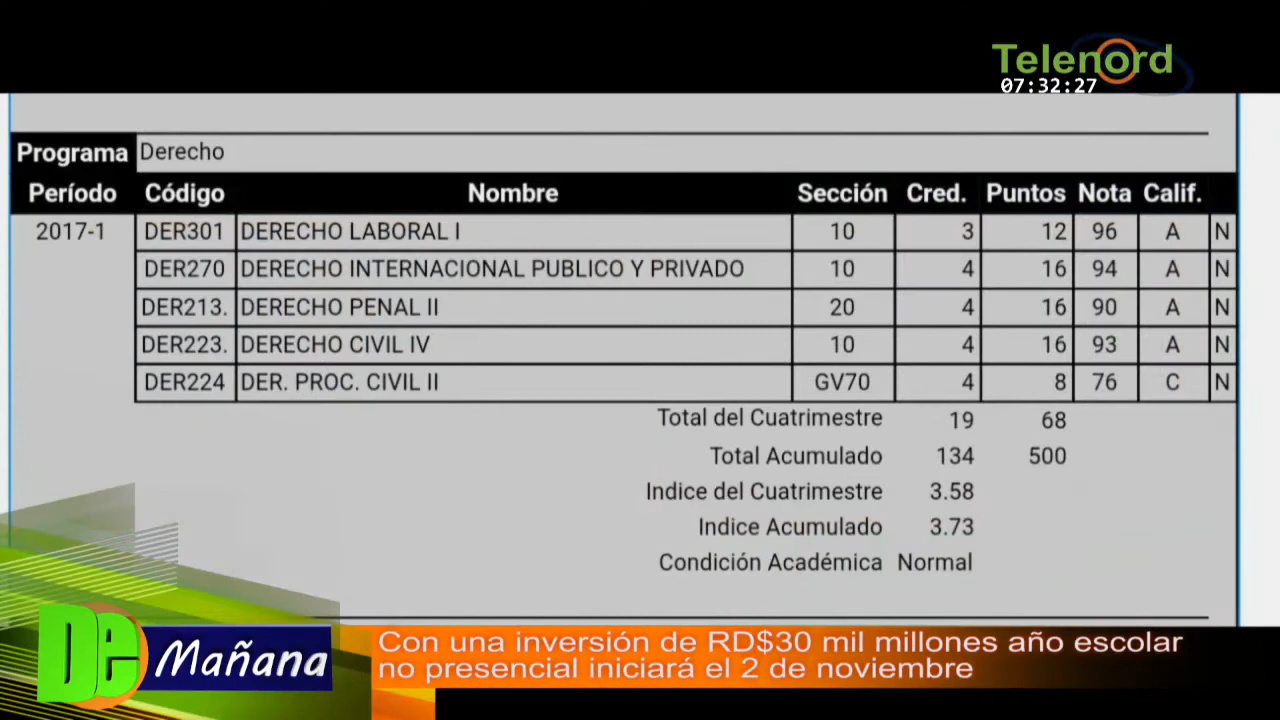 Telenord
07:32:27
Programa Derecho
Período Código Nombre Sección Cred. Puntos Nota Calif.
2017-1 DER301 DERECHO LABORAL I 10 3 12 96 A N
DER270 DERECHO INTERNACIONAL PUBLICO Y PRIVADO 10 4 16 94 A N
DER213. DERECHO PENAL II 20 4 16 90 A N
DER223. DERECHO CIVIL IV 10 4 16 93 A N
DER224 DER. PROC. CIVIL II GV70 4 8 76 C N
Total del Cuatrimestre 19 68
Total Acumulado 134 500
Indice del Cuatrimestre 3.58
Indice Acumulado 3.73
Condición Académica Normal
De Mañana
Con una inversión de RD$30 mil millones año escolar
no presencial iniciará el 2 de noviembre